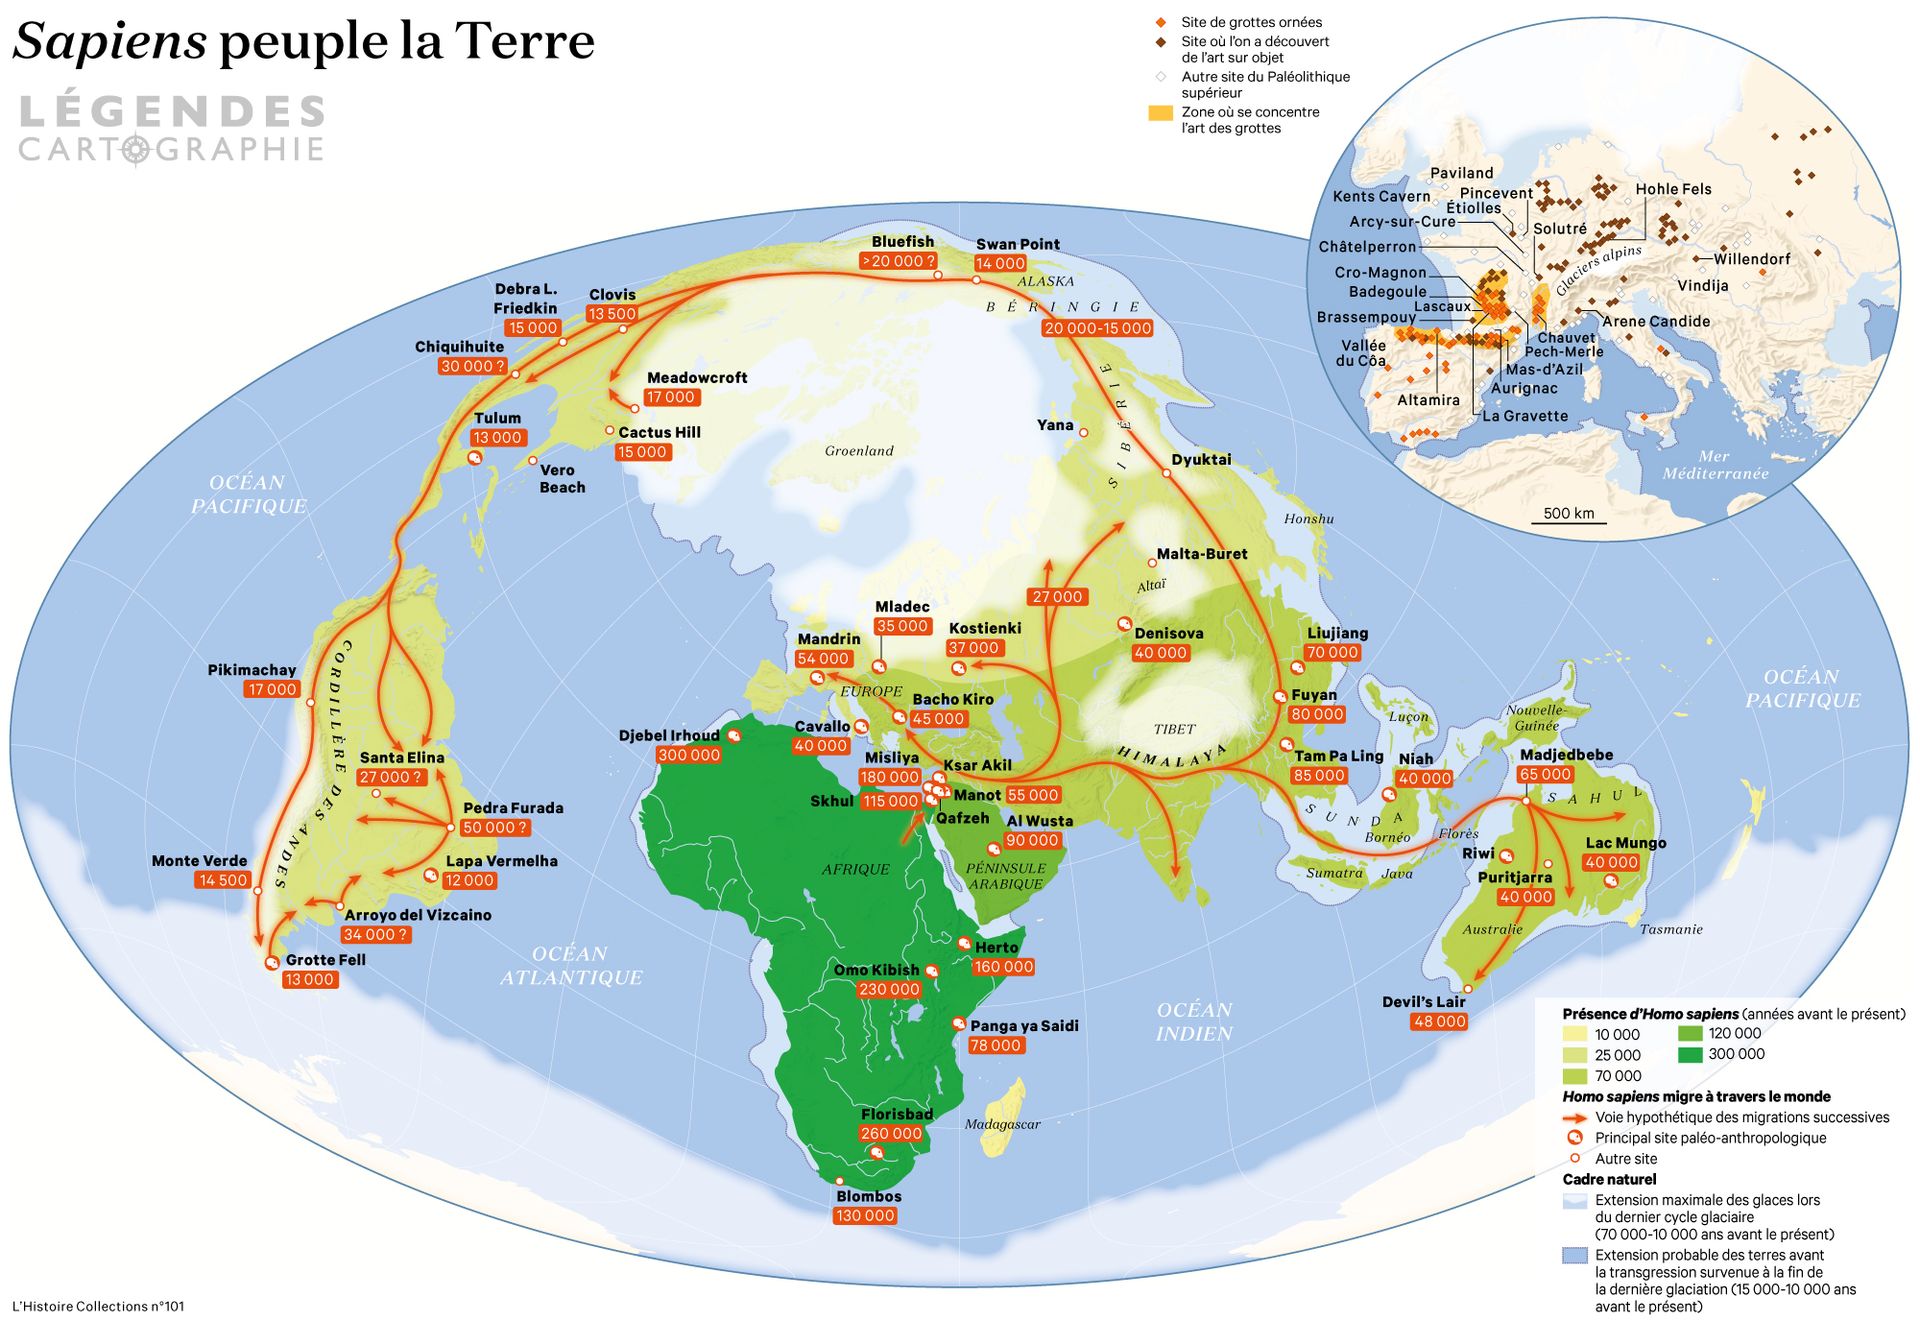 Sapiens peuple la Terre
LÉGENDES
CARTOGRAPHIE
Site de grottes ornées
Site où l'on a découvert
de l'art sur objet
Autre site du Paléolithique
supérieur
Zone où se concentre
l'art des grottes
Paviland
Kents Cavern
Pincevent
Étiolles
Arcy-sur-Cure
Hohle Fels
Solutré
Châtelperron
Glaciers alpins
Willendorf
Cro-Magnon
Badegoule
Vindija
Lascaux
Brassempouy
Arene Candide
Vallée
du Côa
Chauvet
Pech-Merle
Mas-d'Azil
Aurignac
Altamira
La Gravette
Mer
Méditerranée
500 km
Bluefish
>20 000 ?
Swan Point
14 000
ALASKA
BÉRINGIE
20 000-15 000
Debra L.
Friedkin
15 000
Clovis
13 500
Chiquihuite
30 000 ?
Meadowcroft
17 000
Tulum
13 000
Cactus Hill
15 000
Vero
Beach
Groenland
Yana
SIBÉRIE
Dyuktai
Honshu
OCÉAN
PACIFIQUE
Malta-Buret
Altaï
27 000
Mladec
35 000
Kostienki
37 000
Mandrin
54 000
Denisova
40 000
Liujiang
70 000
EUROPE
Bacho Kiro
45 000
Fuyan
80 000
OCÉAN
PACIFIQUE
Pikimachay
17 000
CORDILLÈRE DES ANDES
Djebel Irhoud
300 000
Cavallo
40 000
TIBET
HIMALAYA
Luçon
Nouvelle-
Guinée
Santa Elina
27 000 ?
Misliya
180 000
Ksar Akil
Tam Pa Ling
85 000
Niah
40 000
Madjedbebe
65 000
Skhul
115 000
Manot
55 000
Qafzeh
SAHUL
SUNDA
Pedra Furada
50 000 ?
Al Wusta
90 000
Bornéo
Florès
Monte Verde
14 500
Lapa Vermelha
12 000
AFRIQUE
PÉNINSULE
ARABIQUE
Sumatra
Java
Riwi
Lac Mungo
40 000
Puritjarra
40 000
Arroyo del Vizcaino
34 000 ?
Australie
Tasmanie
Grotte Fell
13 000
OCÉAN
ATLANTIQUE
Herto
160 000
Omo Kibish
230 000
OCÉAN
INDIEN
Devil's Lair
48 000
Panga ya Saidi
78 000
Florisbad
260 000
Madagascar
Blombos
130 000
Présence d'Homo sapiens (années avant le présent)
10 000
120 000
25 000
300 000
70 000
Homo sapiens migre à travers le monde
Voie hypothétique des migrations successives
Principal site paléo-anthropologique
Autre site
Cadre naturel
Extension maximale des glaces lors
du dernier cycle glaciaire
(70 000-10 000 ans avant le présent)
Extension probable des terres avant
la transgression survenue à la fin de
la dernière glaciation (15 000-10 000 ans
avant le présent)
L'Histoire Collections n°101